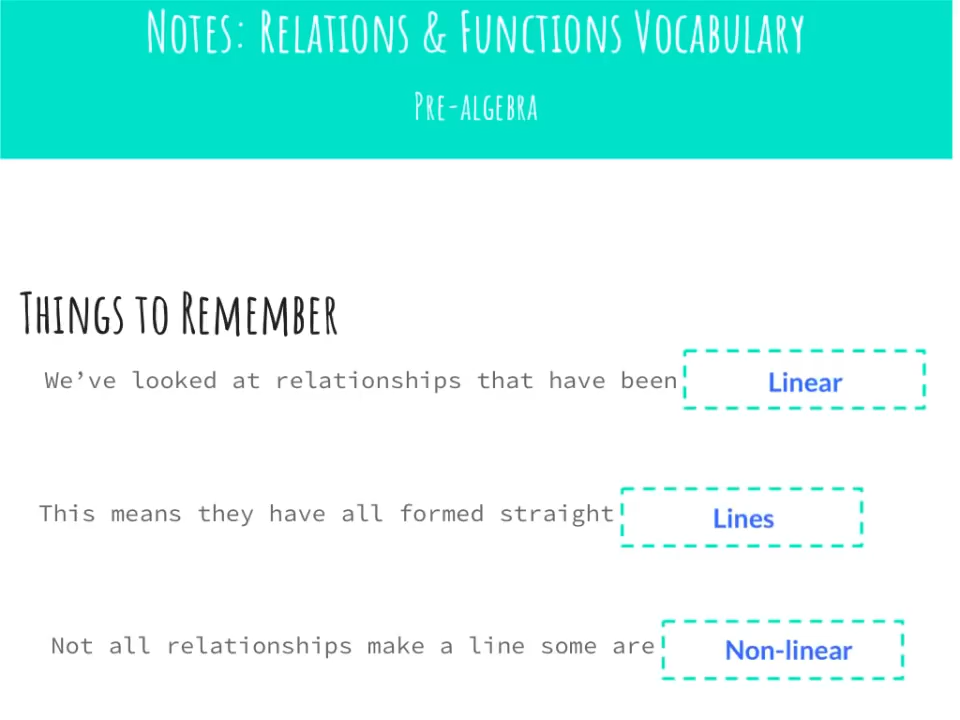 Notes: Relations & Functions Vocabulary
Pre-algebra
Things to Remember
We’ve looked at relationships that have been Linear
This means they have all formed straight Lines
Not all relationships make a line some are Non-linear